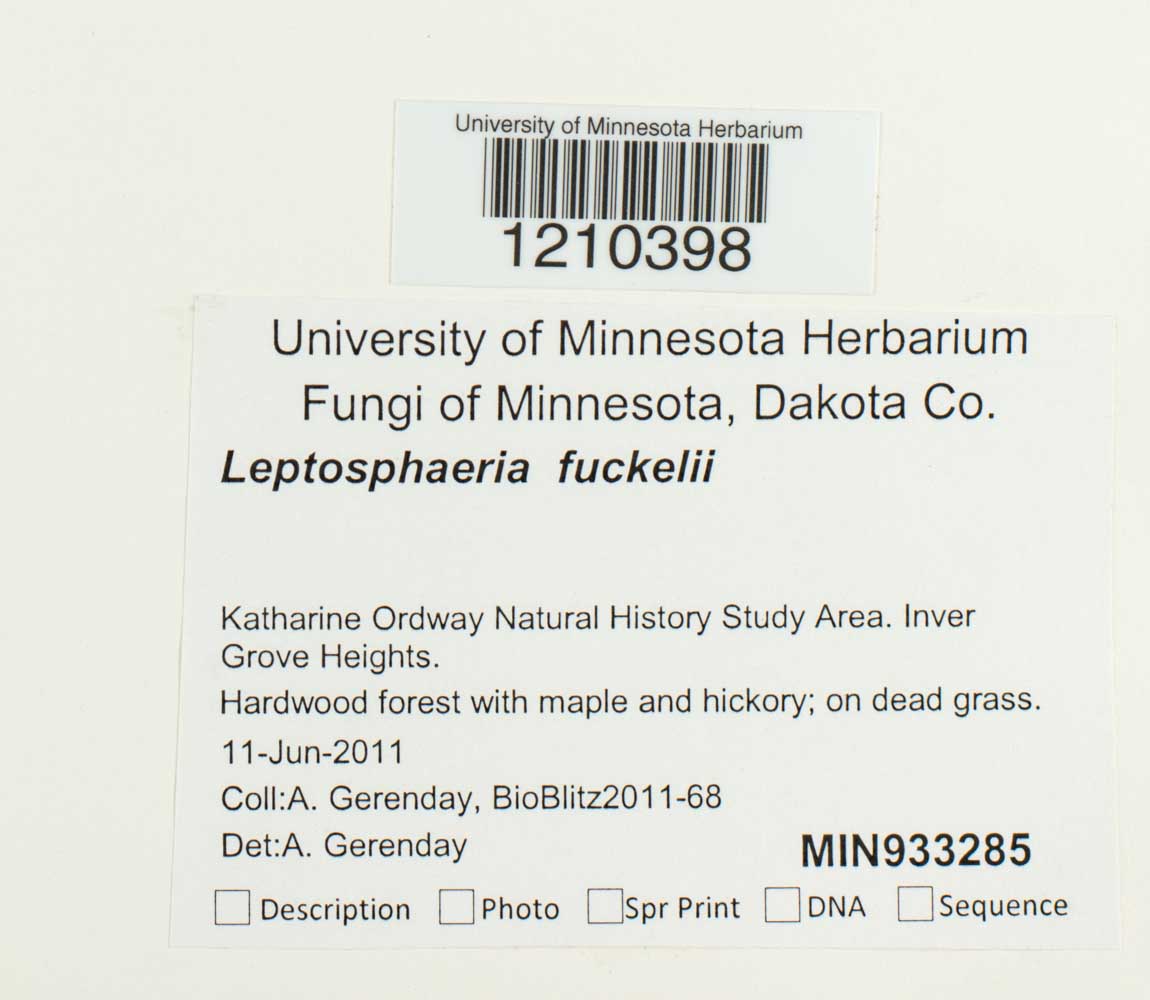 University of Minnesota Herbarium
1210398
University of Minnesota Herbarium
Fungi of Minnesota, Dakota Co.
Leptosphaeria fuckelii
Katharine Ordway Natural History Study Area. Inver
Grove Heights.
Hardwood forest with maple and hickory; on dead grass.
11-Jun-2011
Coll:A. Gerenday, BioBlitz2011-68
Det:A. Gerenday
MIN933285
Description Photo Spr Print DNA Sequence